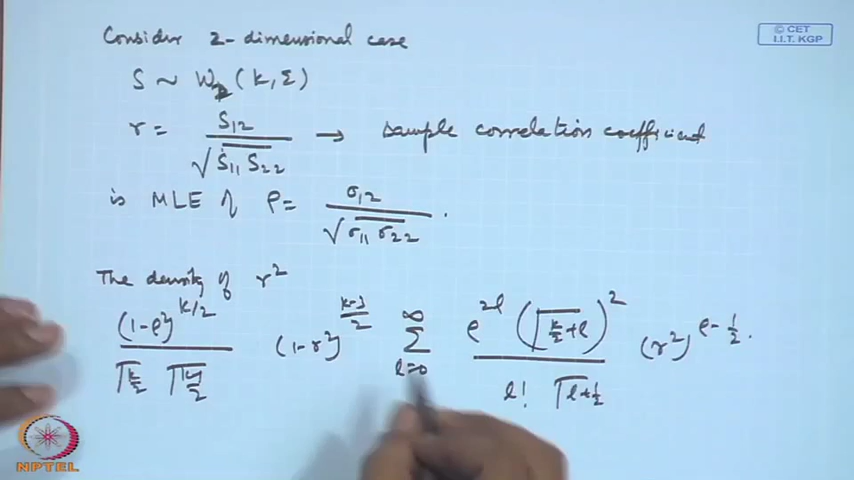 © CET
I.I.T. KGP
Consider 2-dimensional case
S ~ W₂ (k, Σ)
r = S₁₂ / √(S₁₁ S₂₂) → sample correlation coefficient
is MLE of ρ = σ₁₂ / √(σ₁₁ σ₂₂) .
The density of r²
(1-ρ²)^{k/2} / (Γ(k/2) Γ((k-1)/2)) (1-r²)^{(k-3)/2} Σ_{l=0}^{∞} ρ^{2l} (Γ(k/2 + l))² / (l! Γ(l+1/2)) (r²)^{l-1/2} .
NPTEL